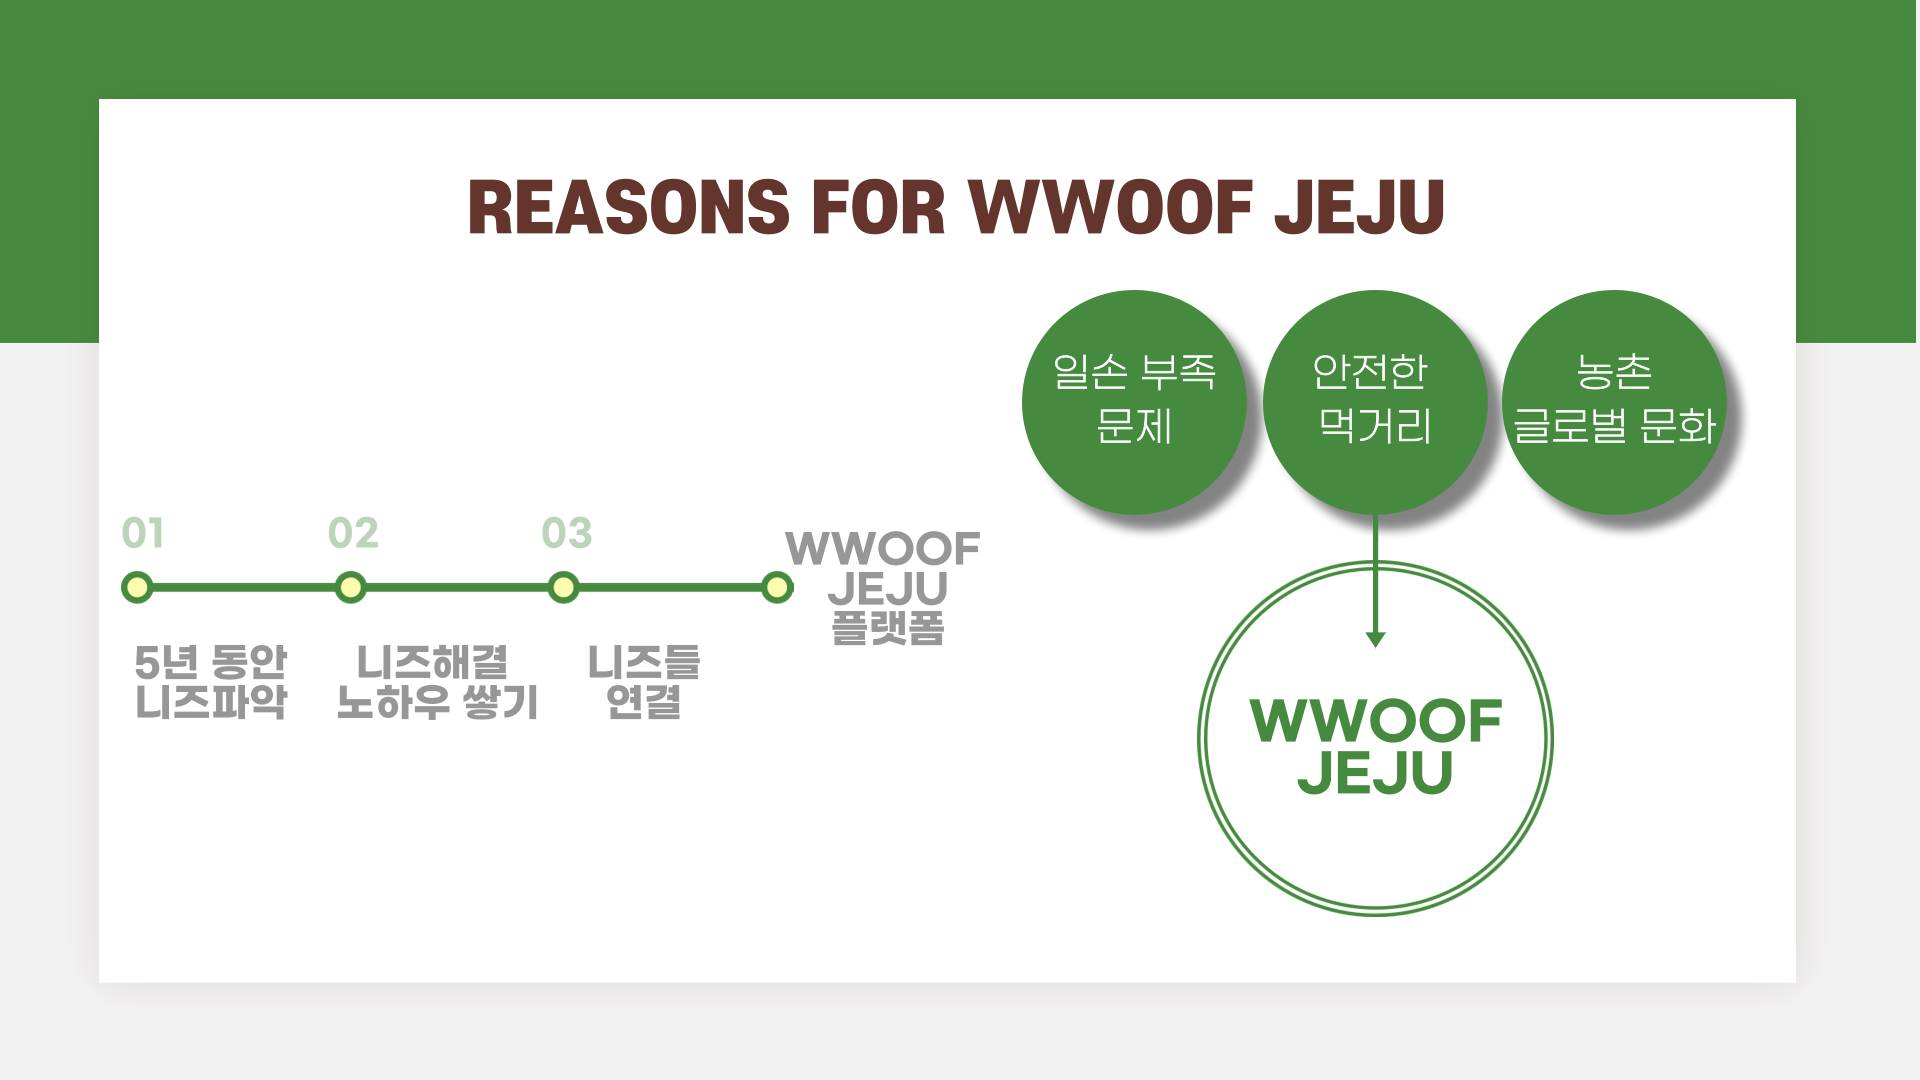 REASONS FOR WWOOF JEJU
01
5년 동안
니즈파악
02
니즈해결
노하우 쌓기
03
니즈들
연결
WWOOF
JEJU
플랫폼
일손 부족
문제
안전한
먹거리
농촌
글로벌 문화
WWOOF
JEJU